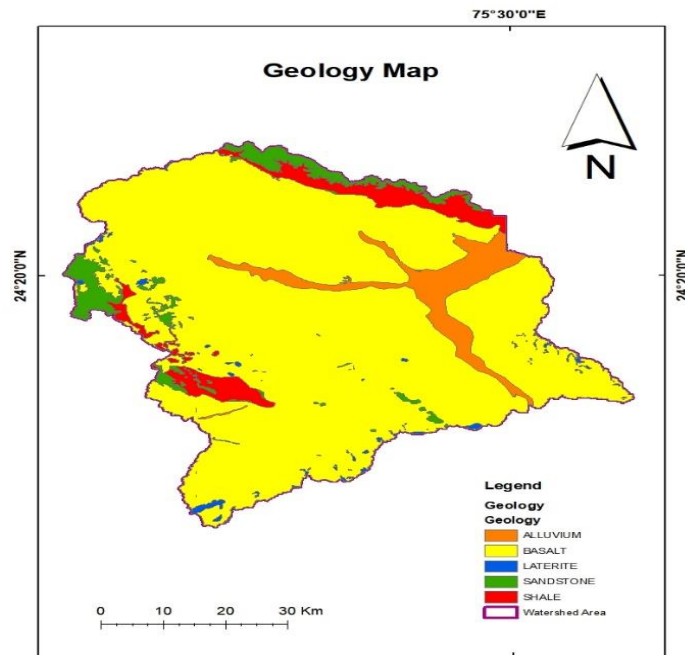 75°30'0"E
Geology Map
N
24°20'0"N
24°20'0"N
Legend
Geology
Geology
ALLUVIUM
BASALT
LATERITE
SANDSTONE
SHALE
Watershed Area
0 10 20 30 Km